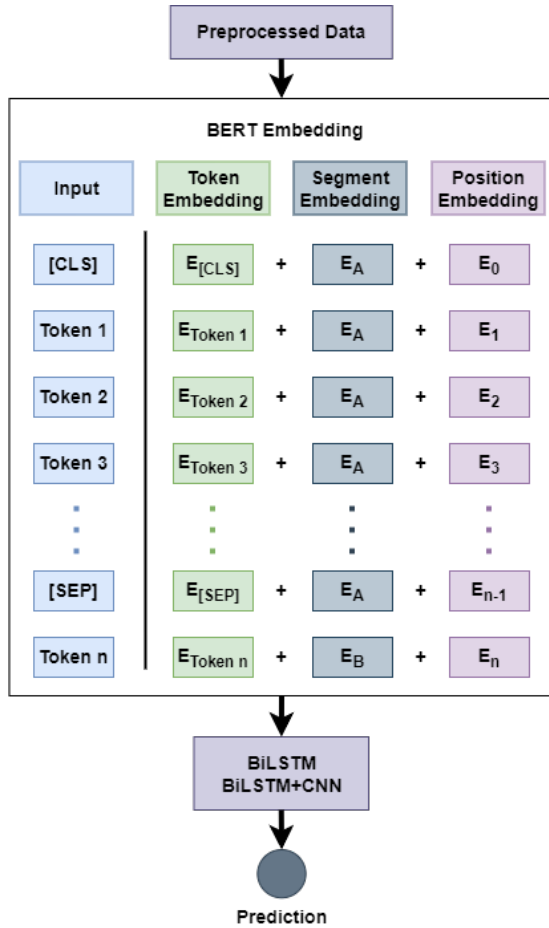 Preprocessed Data
BERT Embedding
Input
Token
Embedding
Segment
Embedding
Position
Embedding
[CLS] E[CLS] + EA + E0
Token 1 EToken 1 + EA + E1
Token 2 EToken 2 + EA + E2
Token 3 EToken 3 + EA + E3
[SEP] E[SEP] + EA + En-1
Token n EToken n + EB + En
BiLSTM
BiLSTM+CNN
Prediction